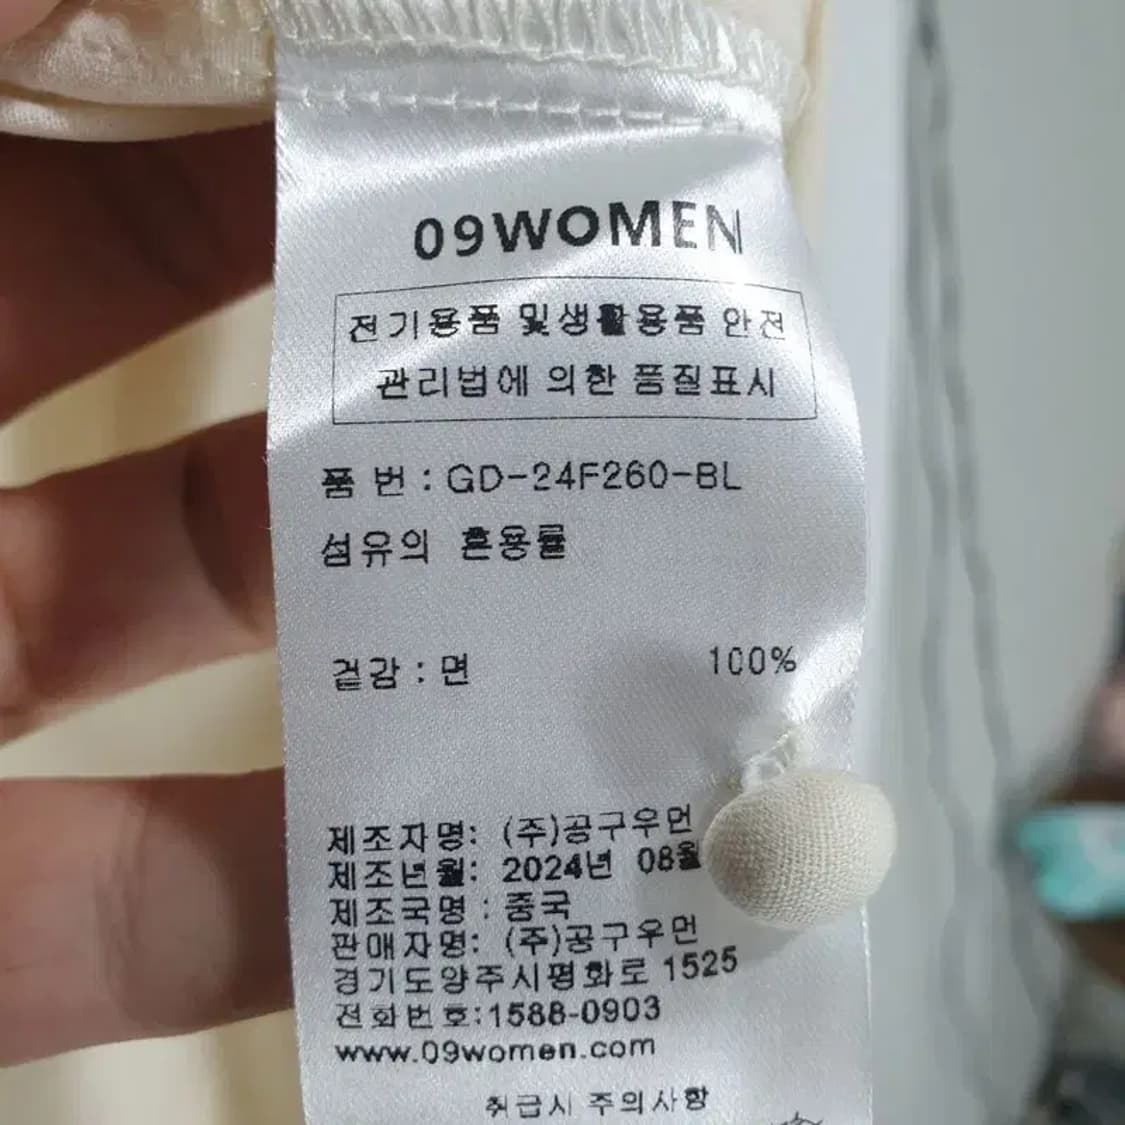 09WOMEN
전기용품 및생활용품 안전
관리법에 의한 품질표시
품 번 : GD-24F260-BL
섬유의 혼용률
겉감 : 면 100%
제조자명: (주)공구우먼
제조년월: 2024년 08월
제조국명 : 중국
판매자명: (주)공구우먼
경기도양주시평화로 1525
전화번호:1588-0903
www.09women.com
취급시 주의사항